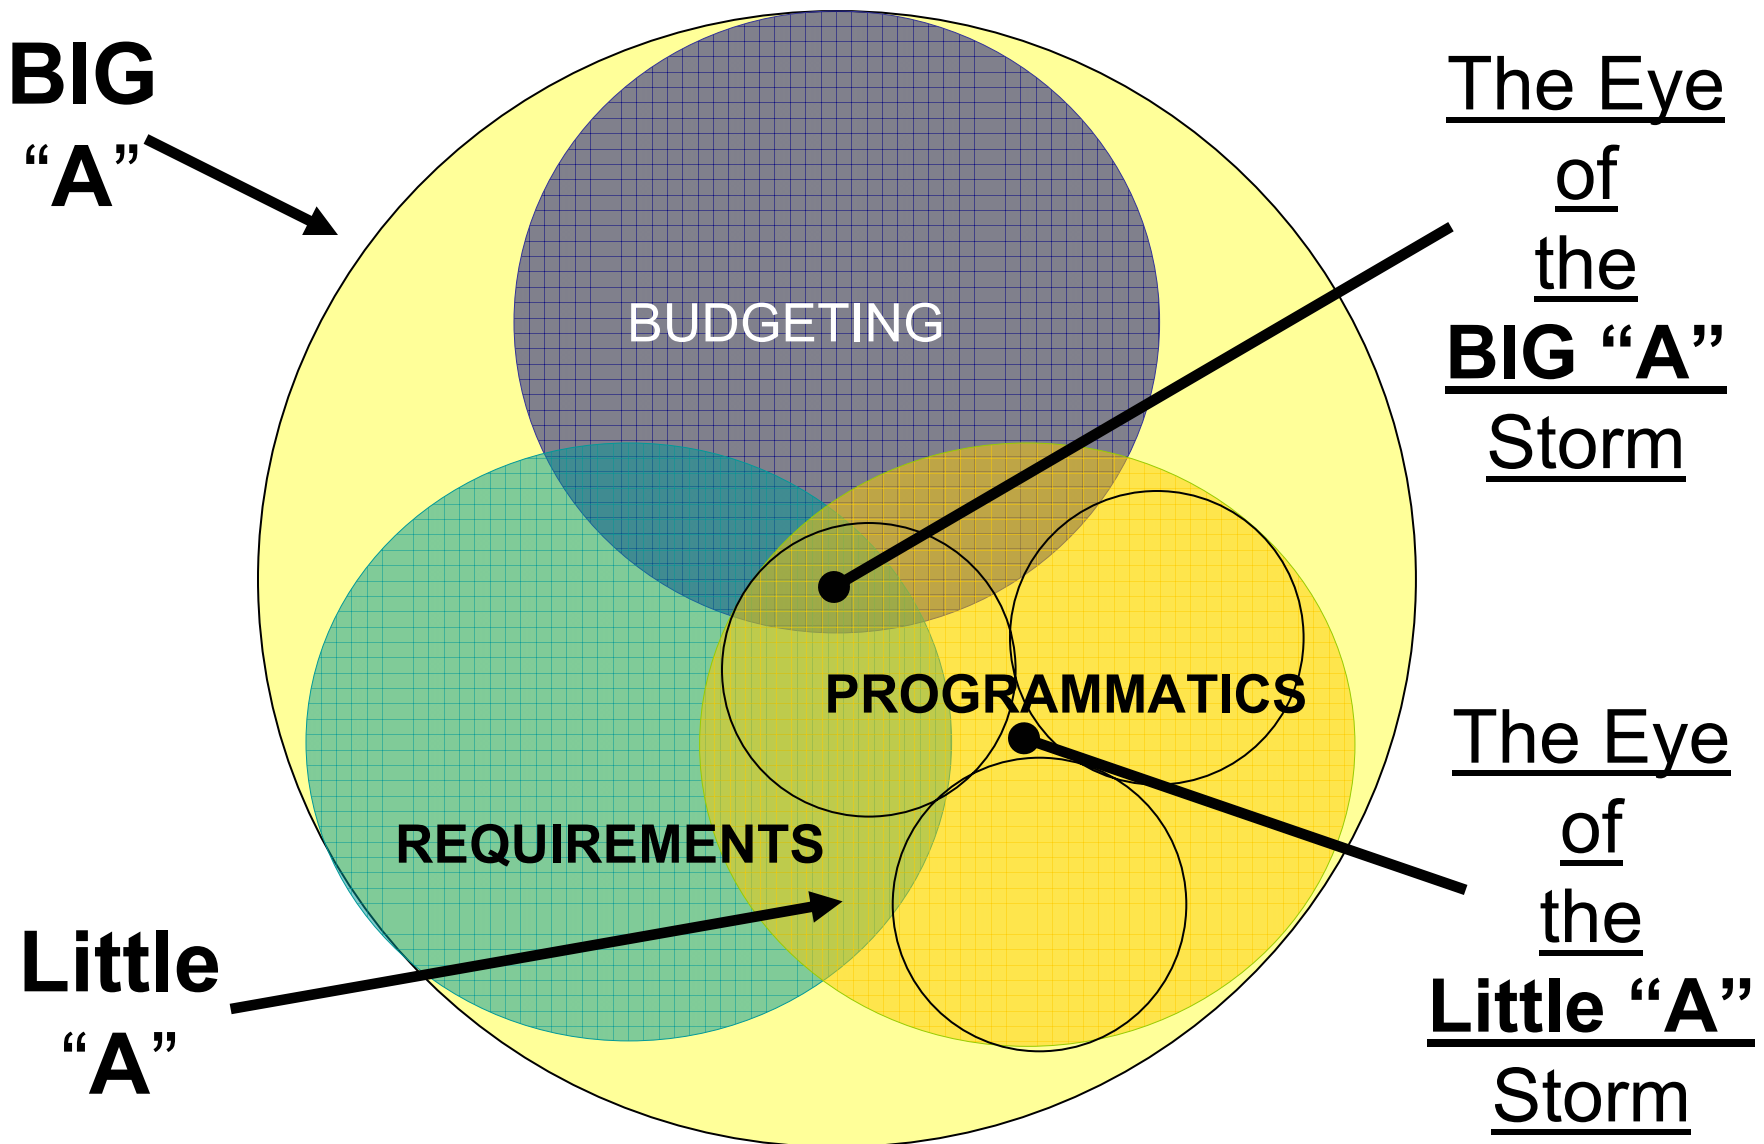 BIG
“A”
The Eye
of
the
BIG “A”
Storm
BUDGETING
PROGRAMMATICS
REQUIREMENTS
Little
“A”
The Eye
of
the
Little “A”
Storm